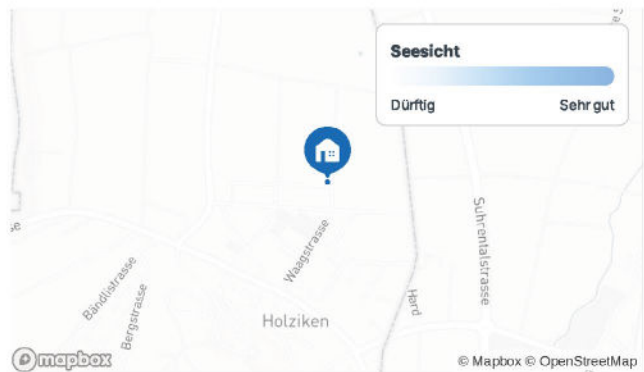 Seesicht
Dürftig Sehr gut
Waagstrasse
Suhrentalstrasse
Bändlistrasse
Bergstrasse
Hard
Holziken
mapbox
© Mapbox © OpenStreetMap